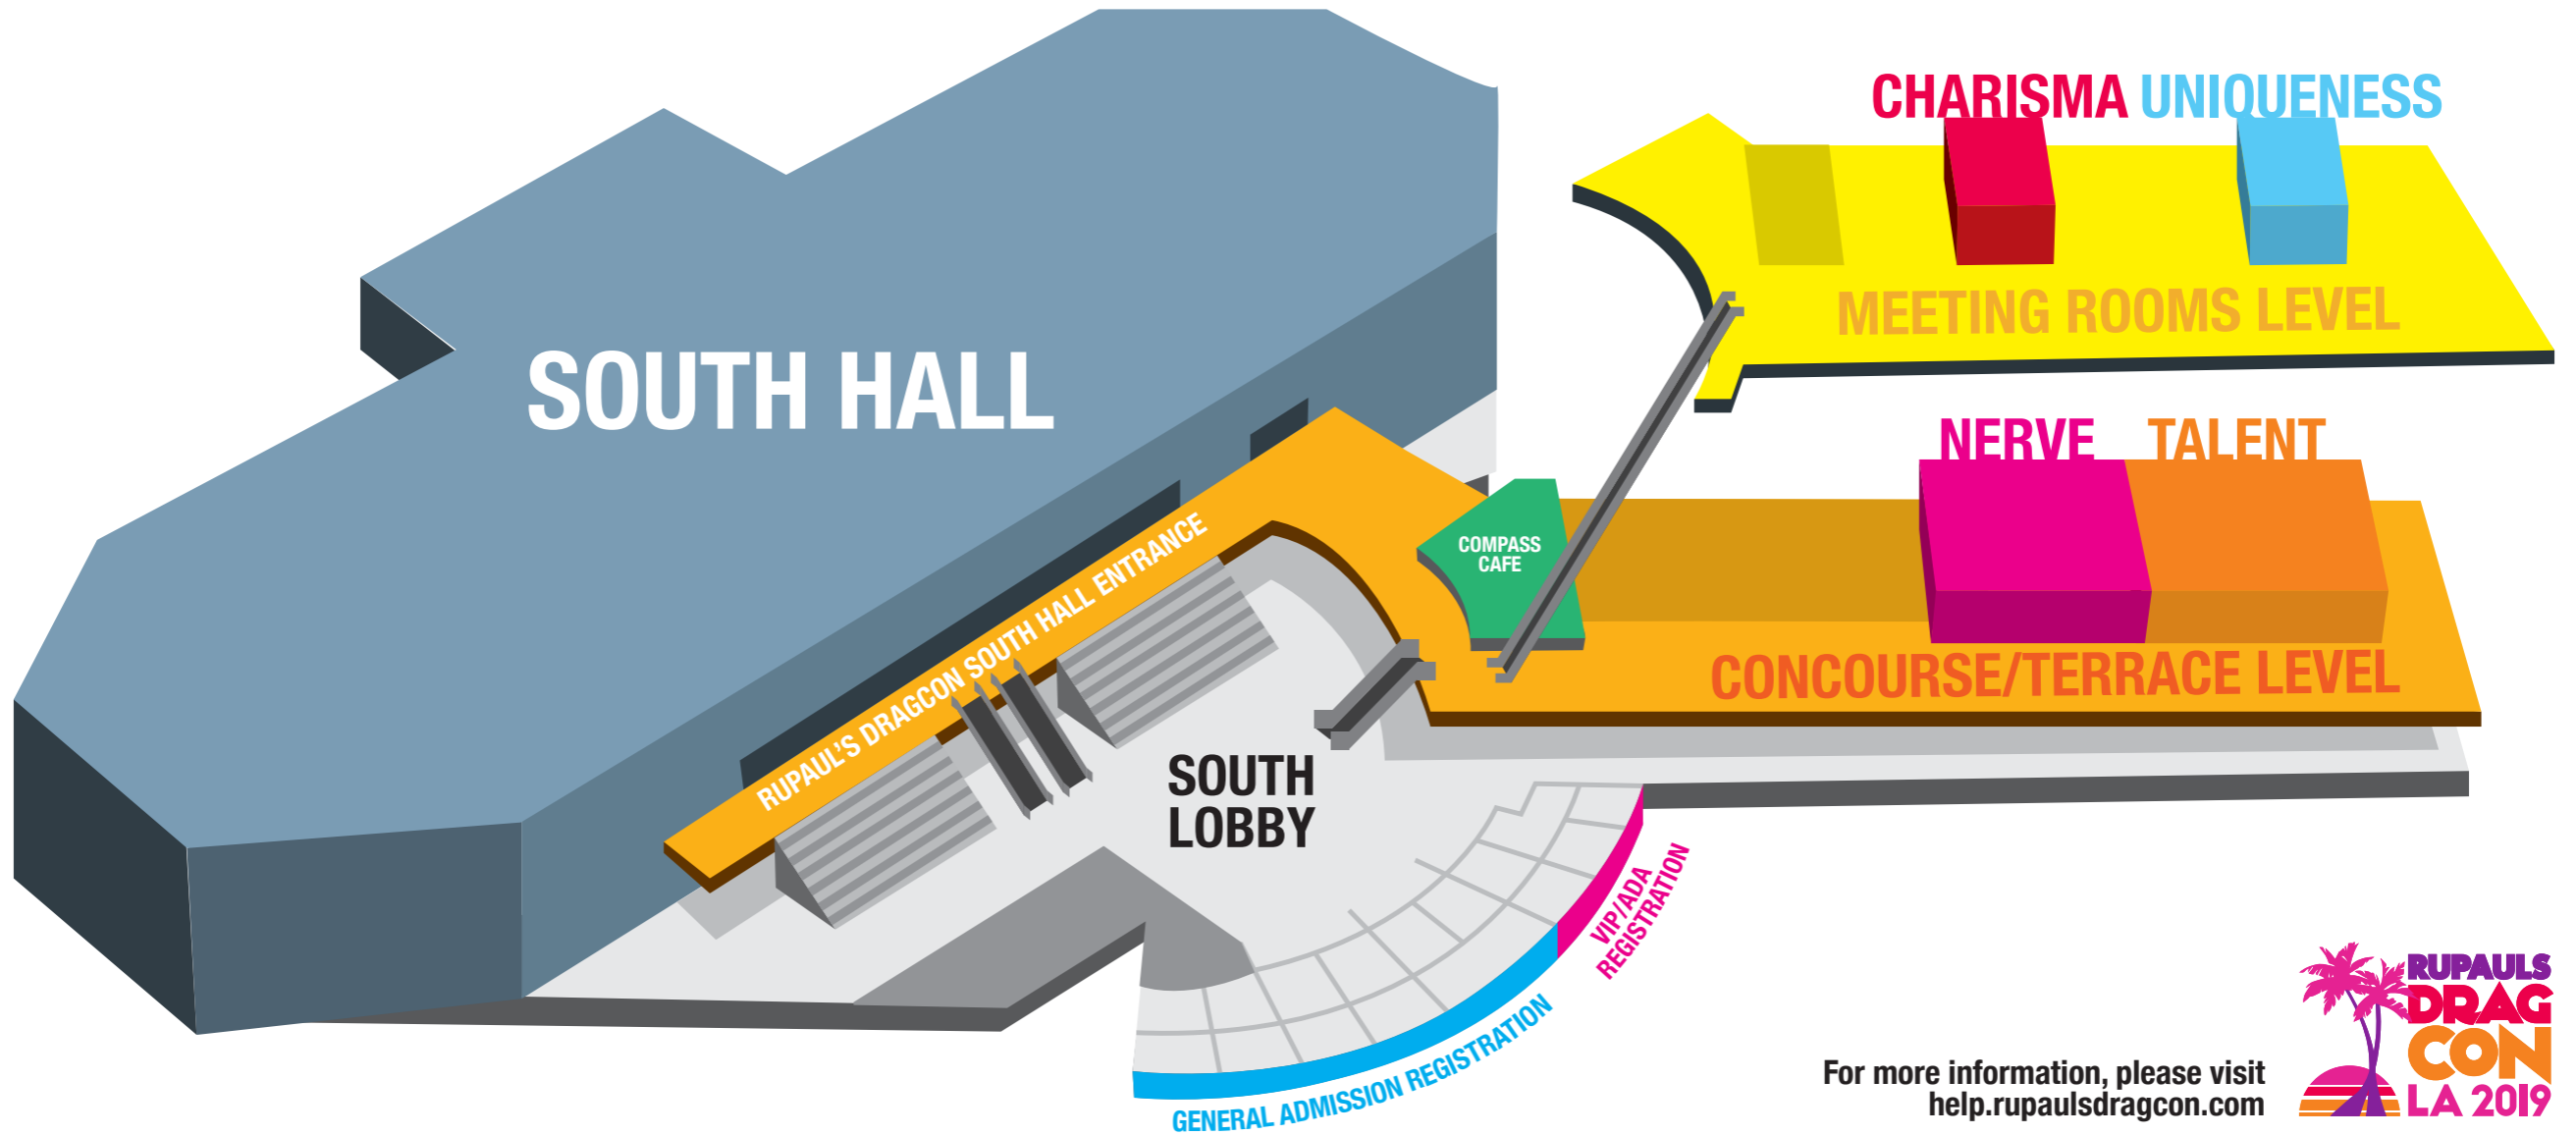 CHARISMA UNIQUENESS
MEETING ROOMS LEVEL
SOUTH HALL
NERVE TALENT
COMPASS
CAFE
RUPAUL'S DRAGCON SOUTH HALL ENTRANCE
CONCOURSE/TERRACE LEVEL
SOUTH
LOBBY
VIP/ADA
REGISTRATION
GENERAL ADMISSION REGISTRATION
For more information, please visit
help.rupaulsdragcon.com
RUPAULS
DRAG
CON
LA 2019